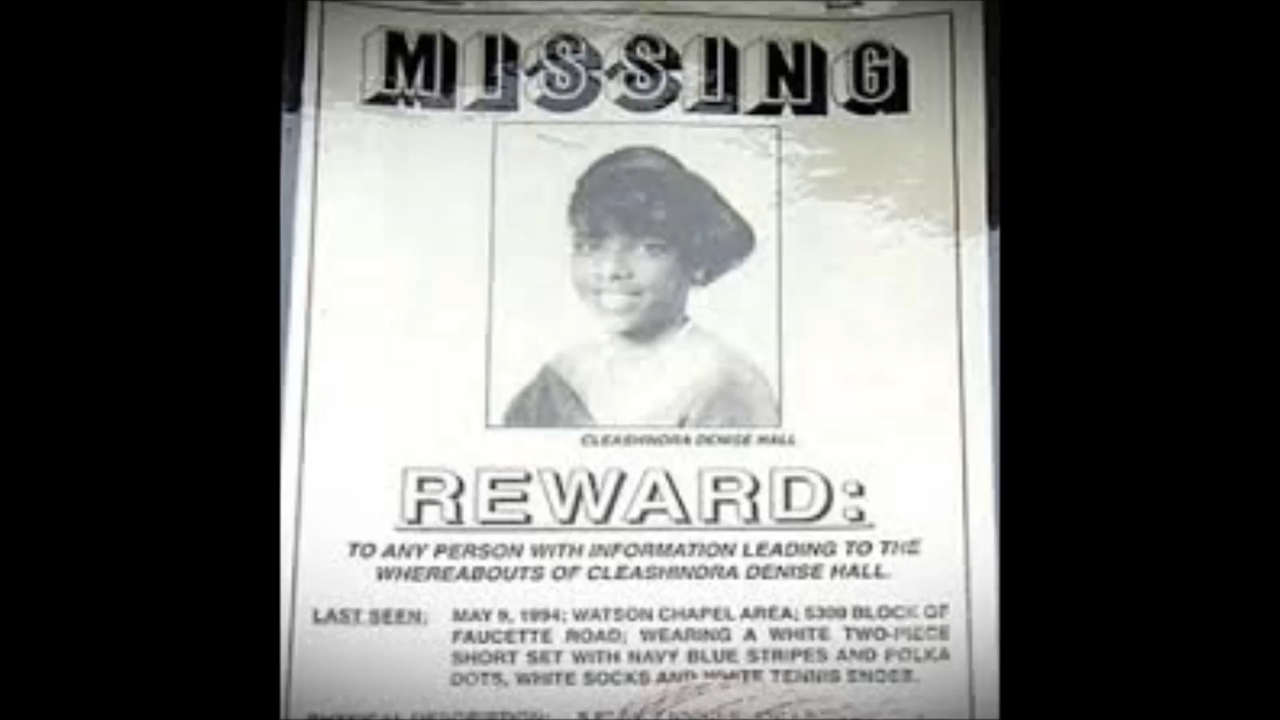 MISSING
CLEASHINDRA DENISE HALL
REWARD:
TO ANY PERSON WITH INFORMATION LEADING TO THE
WHEREABOUTS OF CLEASHINDRA DENISE HALL.
LAST SEEN: MAY 9, 1994; WATSON CHAPEL AREA; 5300 BLOCK OF
FAUCETTE ROAD; WEARING A WHITE TWO-PIECE
SHORT SET WITH NAVY BLUE STRIPES AND POLKA
DOTS, WHITE SOCKS AND WHITE TENNIS SHOES.
PHYSICAL DESCRIPTION: